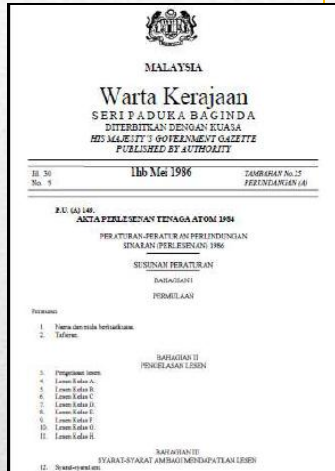 MALAYSIA
Warta Kerajaan
SERI PADUKA BAGINDA
DITERBITKAN DENGAN KUASA
HIS MAJESTY'S GOVERNMENT GAZETTE
PUBLISHED BY AUTHORITY
Jil. 30
No. 9
1hb Mei 1986
TAMBAHAN No.25
PERUNDANGAN (A)
P.U. (A) 149.
AKTA PERLESENAN TENAGA ATOM 1984
PERATURAN-PERATURAN PERLINDUNGAN
SINARAN (PERLESENAN) 1986
SUSUNAN PERATURAN
BAHAGIAN I
PERMULAAN
Peraturan
1. Nama dan mula berkuatkuasa.
2. Tafsiran.
BAHAGIAN II
PENGELASAN LESEN
3. Pengelasan lesen.
4. Lesen Kelas A.
5. Lesen Kelas B.
6. Lesen Kelas C
7. Lesen Kelas D.
8. Lesen Kelas E.
9. Lesen Kelas F
10. Lesen Kelas G.
11. Lesen Kelas H.
BAHAGIAN III
SYARAT-SYARAT AM BAGI MENDAPATKAN LESEN
12. Syarat-syarat am.